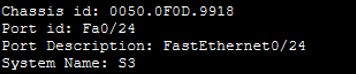 Chassis id: 0050.0F0D.9918
Port id: Fa0/24
Port Description: FastEthernet0/24
System Name: S3